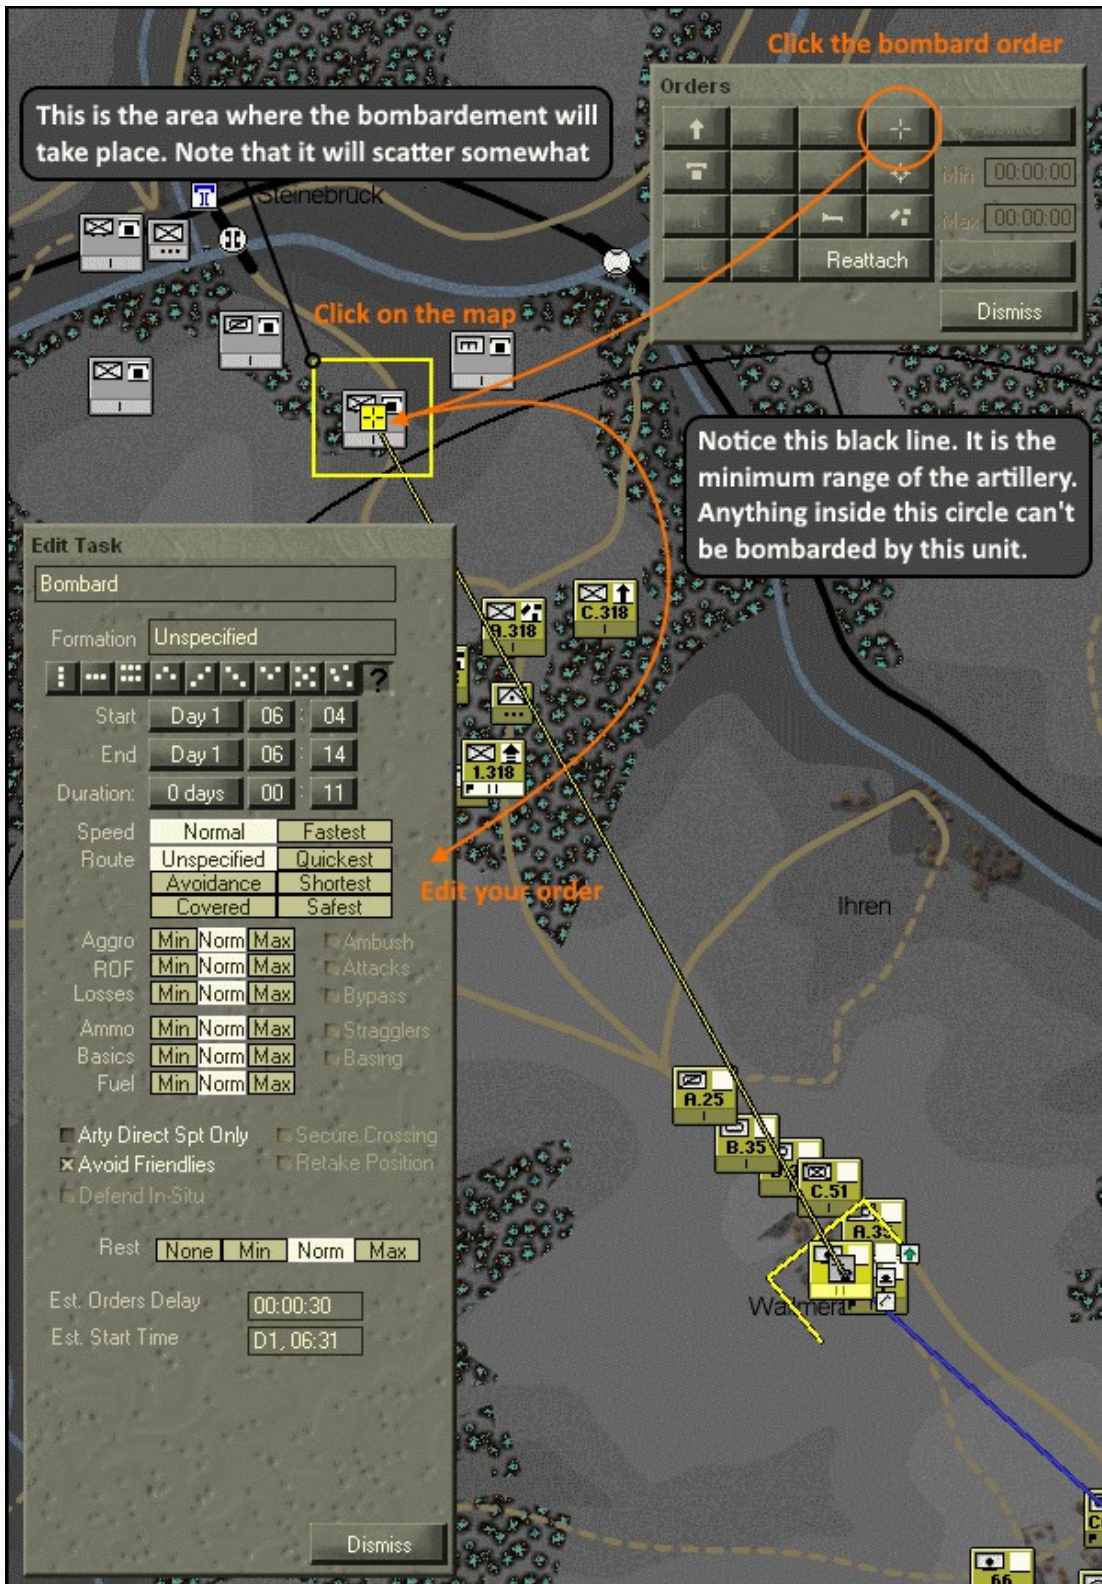 Click the bombard order
This is the area where the bombardement will
take place. Note that it will scatter somewhat
Orders
Airstrike
Min 00:00:00
Max 00:00:00
Reattach
Dismiss
Steinebruck
Click on the map
Notice this black line. It is the
minimum range of the artillery.
Anything inside this circle can't
be bombarded by this unit.
Edit Task
Bombard
Formation Unspecified
?
Start Day 1 06 : 04
End Day 1 06 : 14
Duration: 0 days 00 : 11
Speed Normal Fastest
Route Unspecified Quickest
Avoidance Shortest
Covered Safest
Edit your order
Aggro Min Norm Max Ambush
ROF Min Norm Max Attacks
Losses Min Norm Max Bypass
Ammo Min Norm Max Stragglers
Basics Min Norm Max Basing
Fuel Min Norm Max
Arty Direct Spt Only Secure Crossing
Avoid Friendlies Retake Position
Defend In-Situ
Rest None Min Norm Max
Est. Orders Delay 00:00:30
Est. Start Time D1, 06:31
Dismiss
C.318
A.318
1.318
Ihren
A.25
B.35
C.51
66